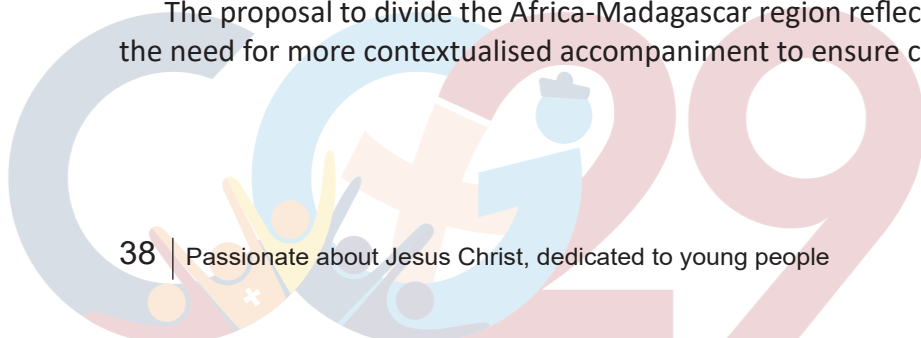 The proposal to divide the Africa-Madagascar region
the need for more contextualised accompaniment to ensure
CG29
38 | Passionate about Jesus Christ, dedicated to young people